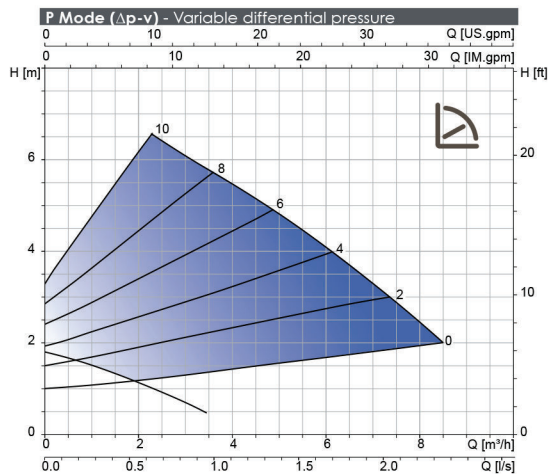 P Mode (Δp-v) - Variable differential pressure
0 10 20 30 Q [US.gpm]
0 10 20 30 Q [IM.gpm]
H [m] H [ft]
10
6 20
8
6
4 4
2 10
2 0
0 0
0 2 4 6 8 Q [m³/h]
0.0 0.5 1.0 1.5 2.0 Q [l/s]